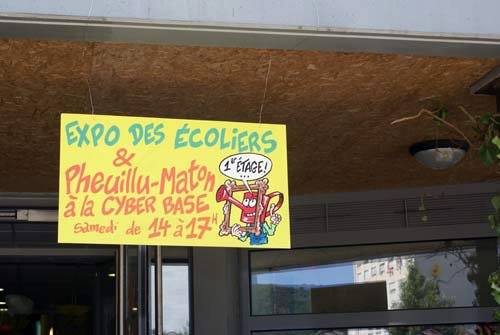 EXPO DES ÉCOLIERS
&
Pheuillu-Maton
à la CYBER BASE
samedi de 14 à 17H
1er ÉTAGE!
...